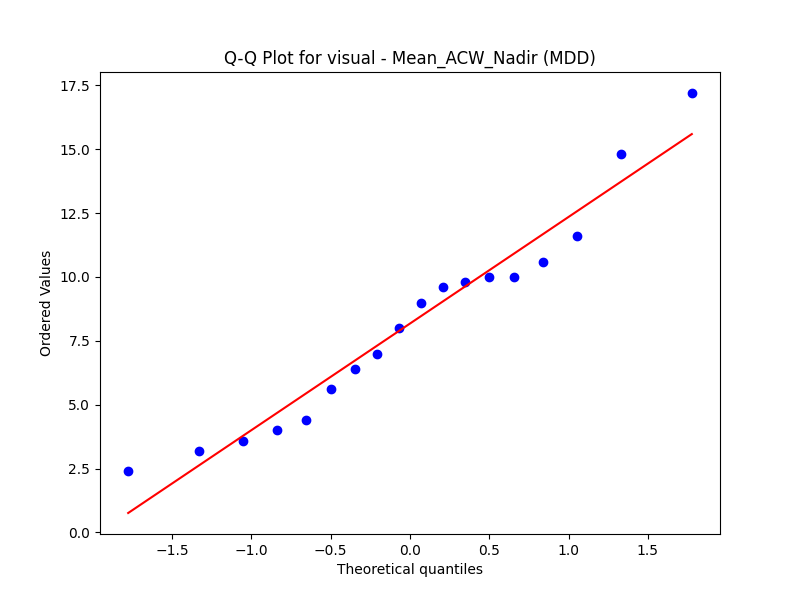 Q-Q Plot for visual - Mean_ACW_Nadir (MDD)
17.5
15.0
12.5
10.0
7.5
5.0
2.5
0.0
Ordered Values
−1.5 −1.0 −0.5 0.0 0.5 1.0 1.5
Theoretical quantiles